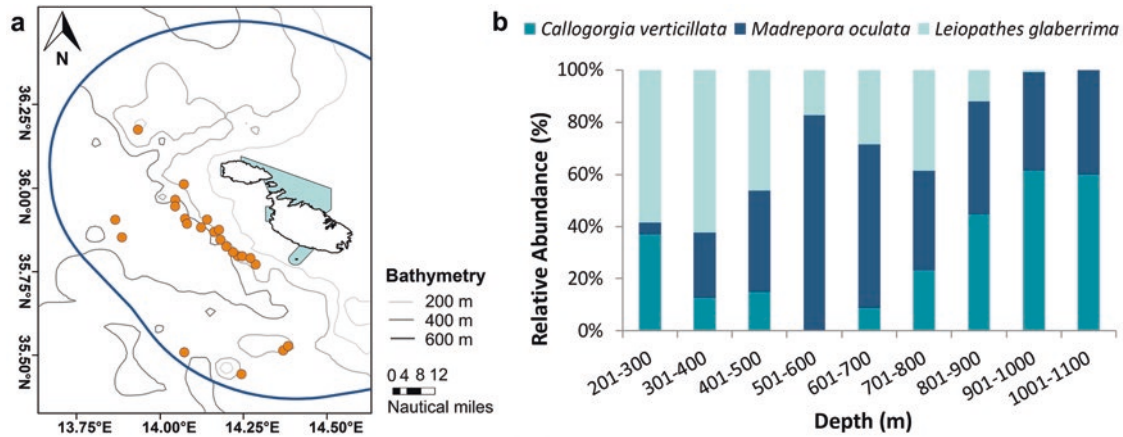 a
N
36.25°N
36.00°N
35.75°N
35.50°N
13.75°E 14.00°E 14.25°E 14.50°E
Bathymetry
200 m
400 m
600 m
0 4 8 12
Nautical miles
b
Callogorgia verticillata Madrepora oculata Leiopathes glaberrima
Relative Abundance (%)
100%
80%
60%
40%
20%
0%
201-300 301-400 401-500 501-600 601-700 701-800 801-900 901-1000 1001-1100
Depth (m)